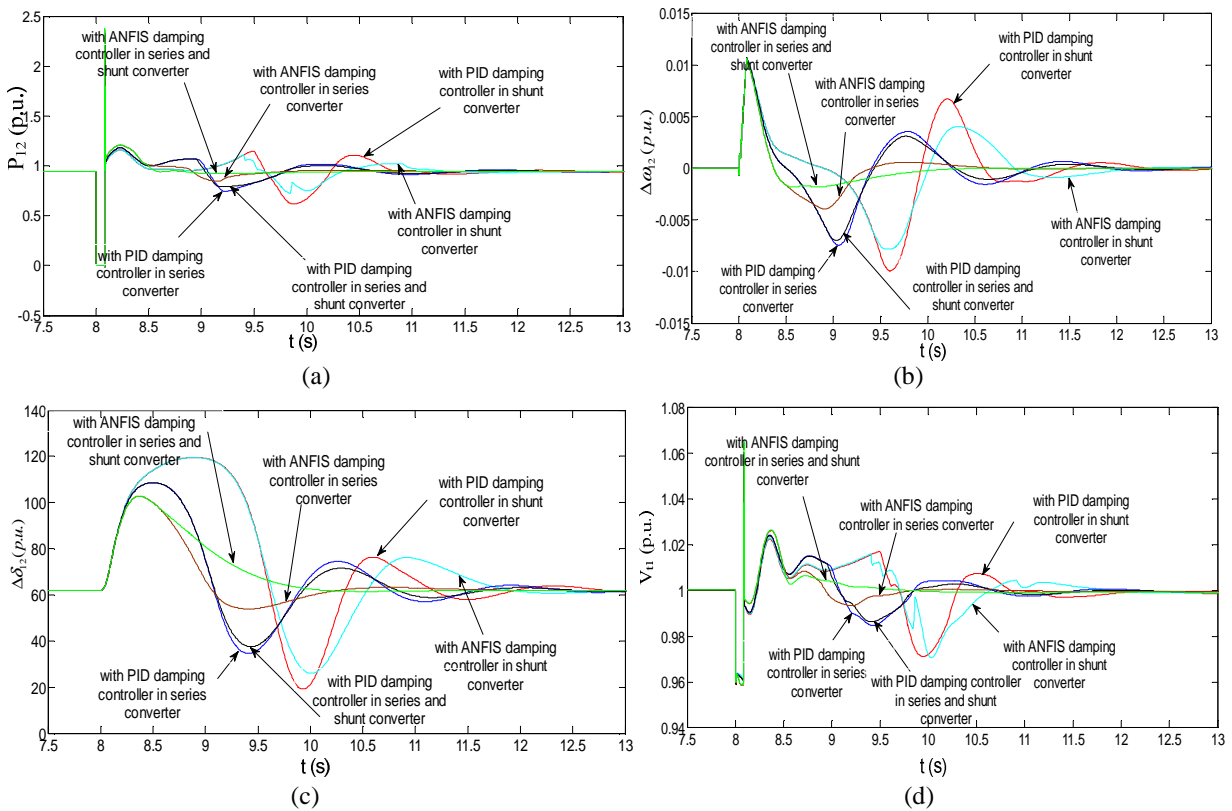 2.5
2
1.5
1
0.5
0
-0.5
P12 (p.u.)
with ANFIS damping
controller in series and
shunt converter
with ANFIS damping
controller in series
converter
with PID damping
controller in shunt
converter
with PID damping
controller in series
converter
with PID damping
controller in series and
shunt converter
with ANFIS damping
controller in shunt
converter
7.5 8 8.5 9 9.5 10 10.5 11 11.5 12 12.5 13
t (s)
(a)
0.015
0.01
0.005
0
-0.005
-0.01
-0.015
Δω12 (p.u.)
with ANFIS damping
controller in series and
shunt converter
with ANFIS damping
controller in series
converter
with PID damping
controller in shunt
converter
with PID damping
controller in series
converter
with PID damping
controller in series and
shunt converter
with ANFIS damping
controller in shunt
converter
7.5 8 8.5 9 9.5 10 10.5 11 11.5 12 12.5 13
t (s)
(b)
140
120
100
80
60
40
20
0
Δδ12(p.u.)
with ANFIS damping
controller in series and
shunt converter
with ANFIS damping
controller in series
converter
with PID damping
controller in shunt
converter
with PID damping
controller in series
converter
with PID damping
controller in series and
shunt converter
with ANFIS damping
controller in shunt
converter
7.5 8 8.5 9 9.5 10 10.5 11 11.5 12 12.5 13
t (s)
(c)
1.08
1.06
1.04
1.02
1.00
0.98
0.96
0.94
Vt1 (p.u.)
with ANFIS damping
controller in series and shunt
converter
with ANFIS damping
controller in series converter
with PID damping
controller in shunt
converter
with PID damping
controller in series
converter
with PID damping controller
in series and shunt
converter
with ANFIS damping
controller in shunt
converter
7.5 8 8.5 9 9.5 10 10.5 11 11.5 12 12.5 13
t (s)
(d)